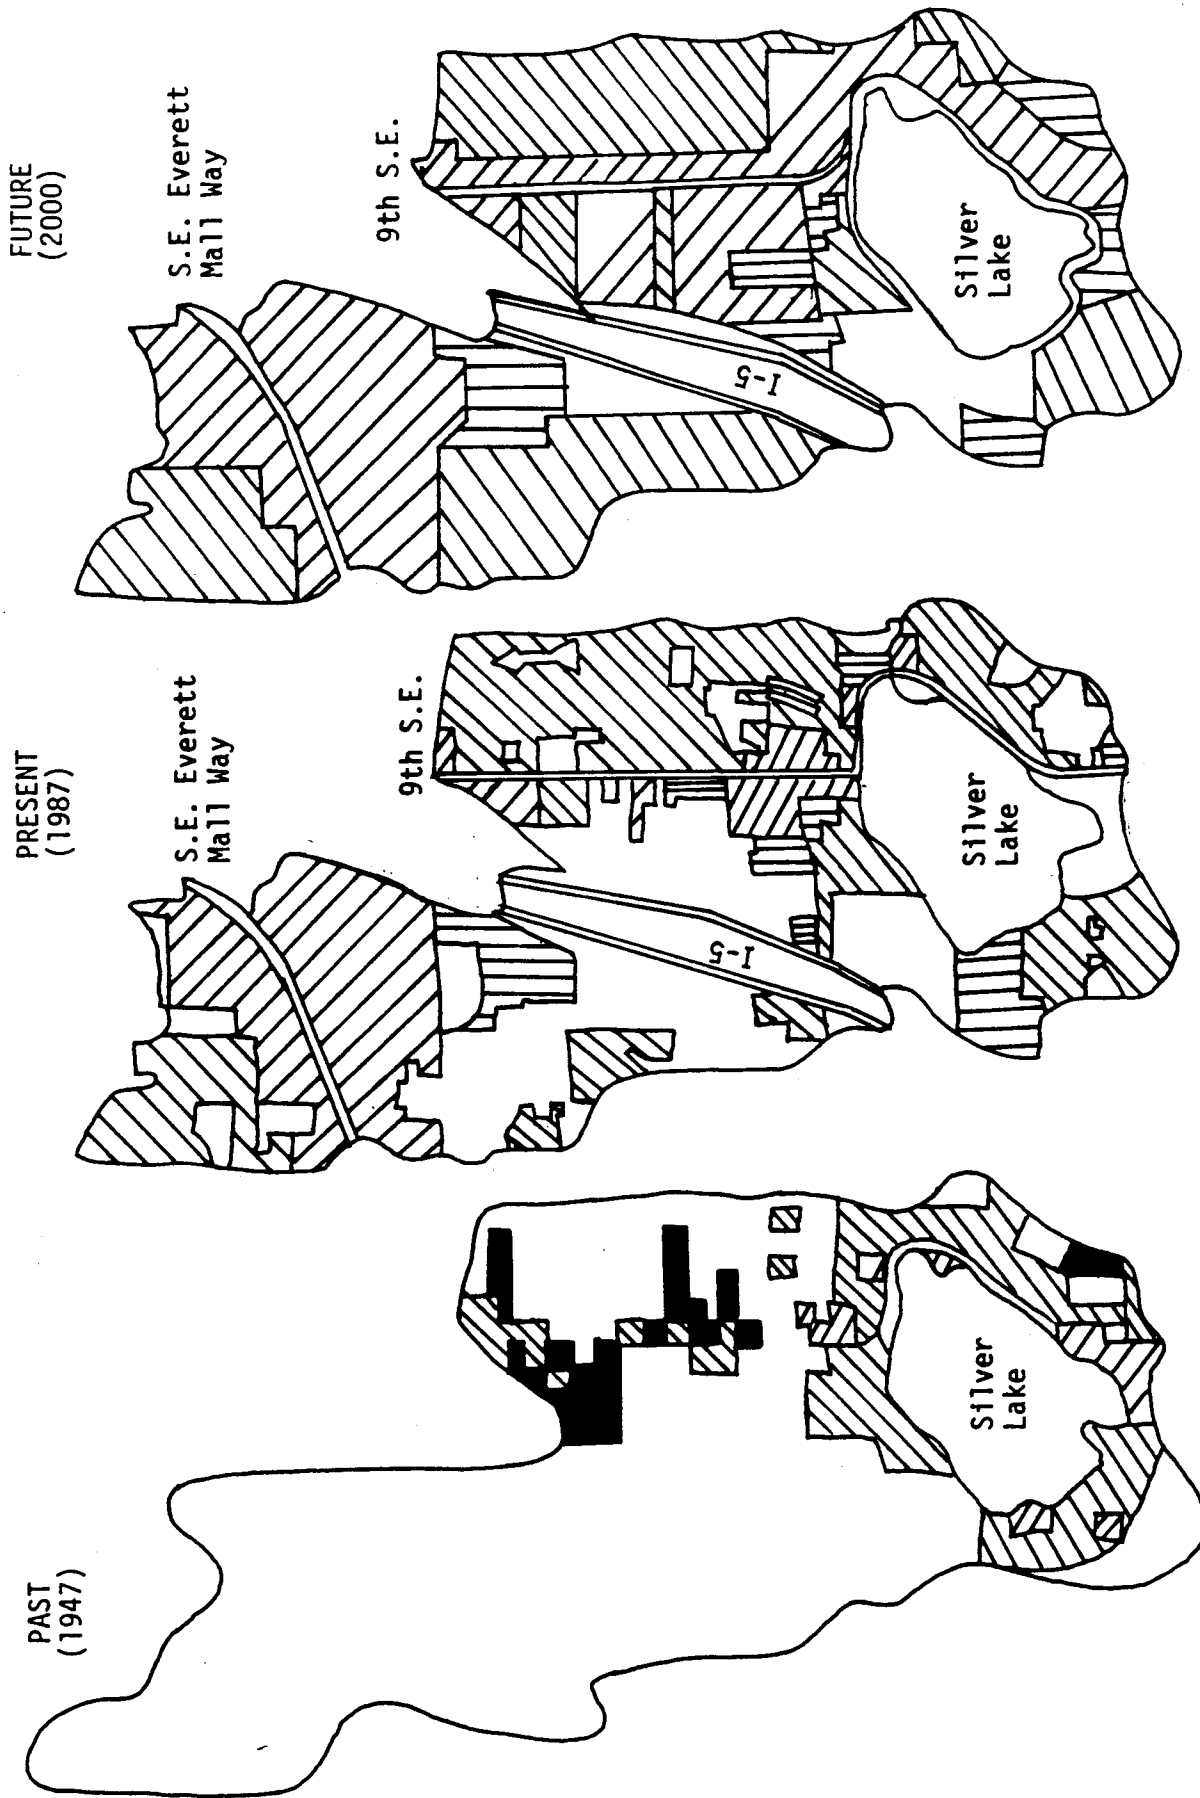 PAST
(1947)
Silver
Lake
PRESENT
(1987)
S.E. Everett
Mall Way
9th S.E.
I-5
Silver
Lake
FUTURE
(2000)
S.E. Everett
Mall Way
9th S.E.
I-5
Silver
Lake